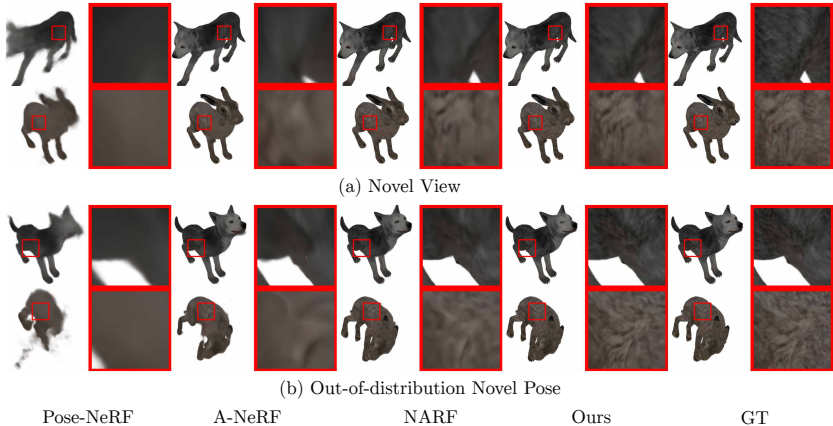 (a) Novel View
(b) Out-of-distribution Novel Pose
Pose-NeRF A-NeRF NARF Ours GT